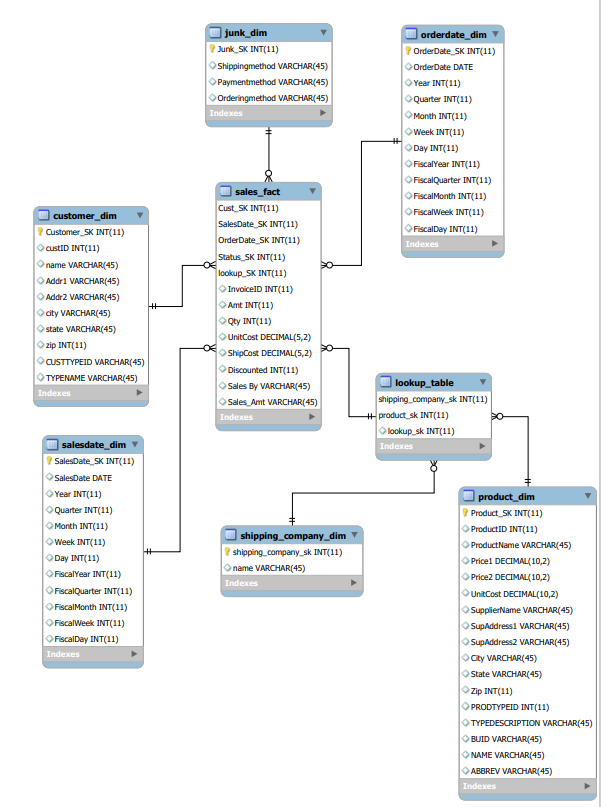 junk_dim
Junk_SK INT(11)
Shippingmethod VARCHAR(45)
Paymentmethod VARCHAR(45)
Orderingmethod VARCHAR(45)
Indexes
orderdate_dim
OrderDate_SK INT(11)
OrderDate DATE
Year INT(11)
Quarter INT(11)
Month INT(11)
Week INT(11)
Day INT(11)
FiscalYear INT(11)
FiscalQuarter INT(11)
FiscalMonth INT(11)
FiscalWeek INT(11)
FiscalDay INT(11)
Indexes
sales_fact
Cust_SK INT(11)
SalesDate_SK INT(11)
OrderDate_SK INT(11)
Status_SK INT(11)
lookup_SK INT(11)
InvoiceID INT(11)
Amt INT(11)
Qty INT(11)
UnitCost DECIMAL(5,2)
ShipCost DECIMAL(5,2)
Discounted INT(11)
Sales By VARCHAR(45)
Sales_Amt VARCHAR(45)
Indexes
customer_dim
Customer_SK INT(11)
custID INT(11)
name VARCHAR(45)
Addr1 VARCHAR(45)
Addr2 VARCHAR(45)
city VARCHAR(45)
state VARCHAR(45)
zip INT(11)
CUSTTYPEID VARCHAR(45)
TYPENAME VARCHAR(45)
Indexes
lookup_table
shipping_company_sk INT(11)
product_sk INT(11)
lookup_sk INT(11)
Indexes
salesdate_dim
SalesDate_SK INT(11)
SalesDate DATE
Year INT(11)
Quarter INT(11)
Month INT(11)
Week INT(11)
Day INT(11)
FiscalYear INT(11)
FiscalQuarter INT(11)
FiscalMonth INT(11)
FiscalWeek INT(11)
FiscalDay INT(11)
Indexes
shipping_company_dim
shipping_company_sk INT(11)
name VARCHAR(45)
Indexes
product_dim
Product_SK INT(11)
ProductID INT(11)
ProductName VARCHAR(45)
Price1 DECIMAL(10,2)
Price2 DECIMAL(10,2)
UnitCost DECIMAL(10,2)
SupplierName VARCHAR(45)
SupAddress1 VARCHAR(45)
SupAddress2 VARCHAR(45)
City VARCHAR(45)
State VARCHAR(45)
Zip INT(11)
PRODTYPEID INT(11)
TYPEDESCRIPTION VARCHAR(45)
BUID VARCHAR(45)
NAME VARCHAR(45)
ABBREV VARCHAR(45)
Indexes